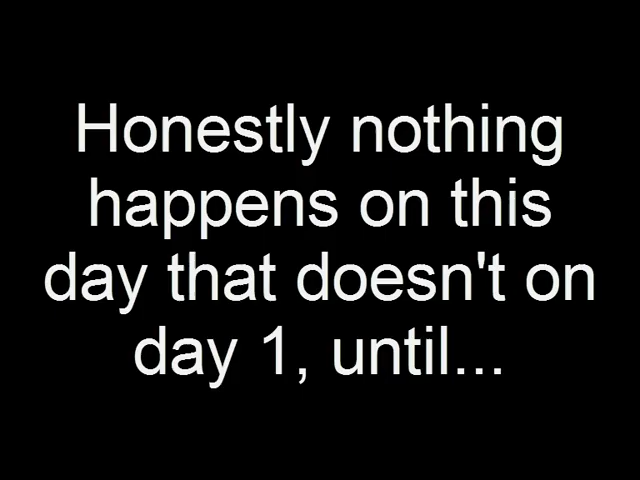 Honestly nothing
happens on this
day that doesn't on
day 1, until...